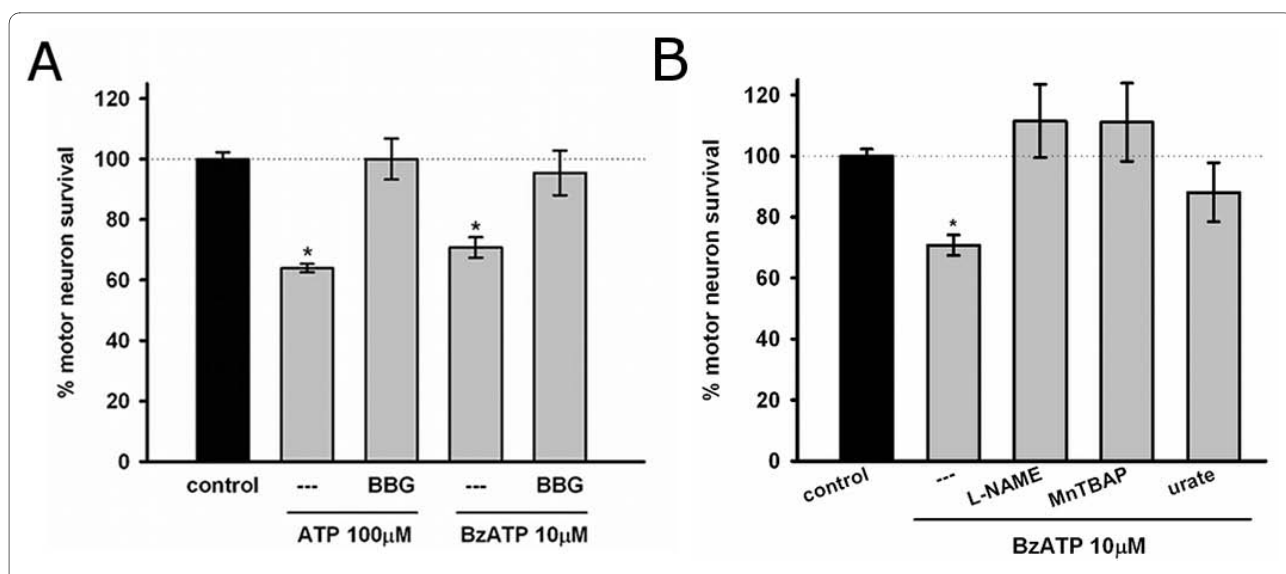 A
% motor neuron survival
120
100
80
60
40
20
0
*
*
control --- BBG --- BBG
ATP 100μM BzATP 10μM
B
% motor neuron survival
120
100
80
60
40
20
0
*
control --- L-NAME MnTBAP urate
BzATP 10μM